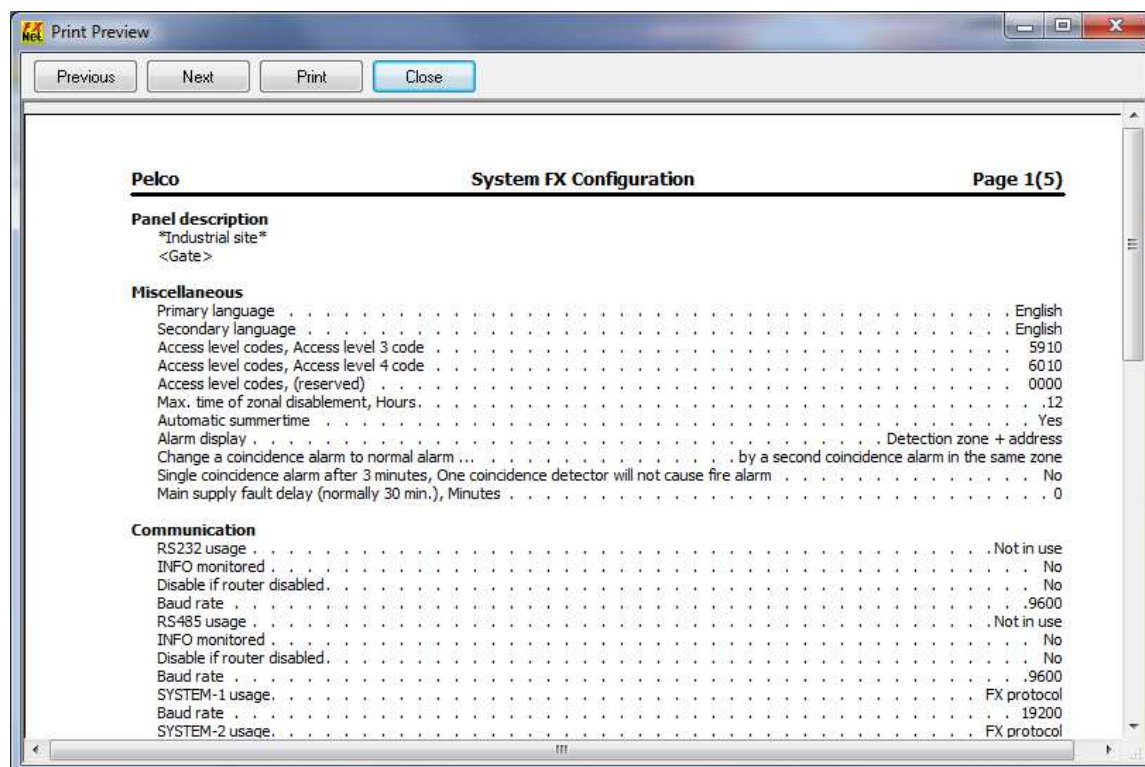 FX Net Print Preview
Previous Next Print Close
Pelco System FX Configuration Page 1(5)
Panel description
*Industrial site*
<Gate>
Miscellaneous
Primary language . . . . . . . . . . English
Secondary language . . . . . . . . . . English
Access level codes, Access level 3 code . . . . . . . . . . 5910
Access level codes, Access level 4 code . . . . . . . . . . 6010
Access level codes, (reserved) . . . . . . . . . . 0000
Max. time of zonal disablement, Hours . . . . . . . . . . 12
Automatic summertime . . . . . . . . . . Yes
Alarm display . . . . . . . . . . Detection zone + address
Change a coincidence alarm to normal alarm ... . . . . . . . . . . by a second coincidence alarm in the same zone
Single coincidence alarm after 3 minutes, One coincidence detector will not cause fire alarm . . . . . . . . . . No
Main supply fault delay (normally 30 min.), Minutes . . . . . . . . . . 0
Communication
RS232 usage . . . . . . . . . . Not in use
INFO monitored . . . . . . . . . . No
Disable if router disabled . . . . . . . . . . No
Baud rate . . . . . . . . . . 9600
RS485 usage . . . . . . . . . . Not in use
INFO monitored . . . . . . . . . . No
Disable if router disabled . . . . . . . . . . No
Baud rate . . . . . . . . . . 9600
SYSTEM-1 usage . . . . . . . . . . FX protocol
Baud rate . . . . . . . . . . 19200
SYSTEM-2 usage . . . . . . . . . . FX protocol